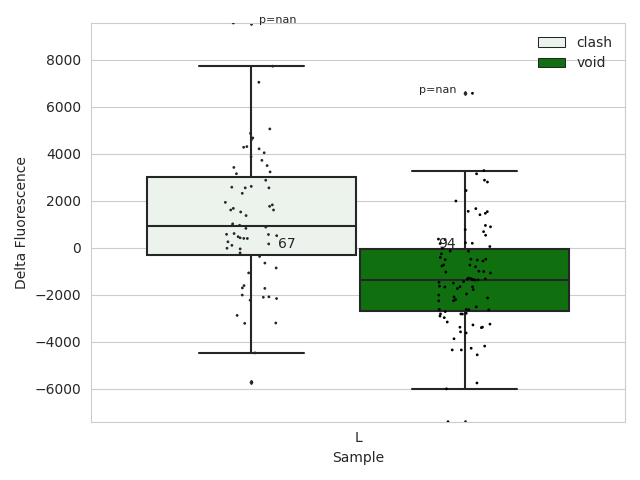 p=nan
clash
void
8000
p=nan
6000
4000
2000
67
94
0
−2000
−4000
−6000
Delta Fluorescence
L
Sample